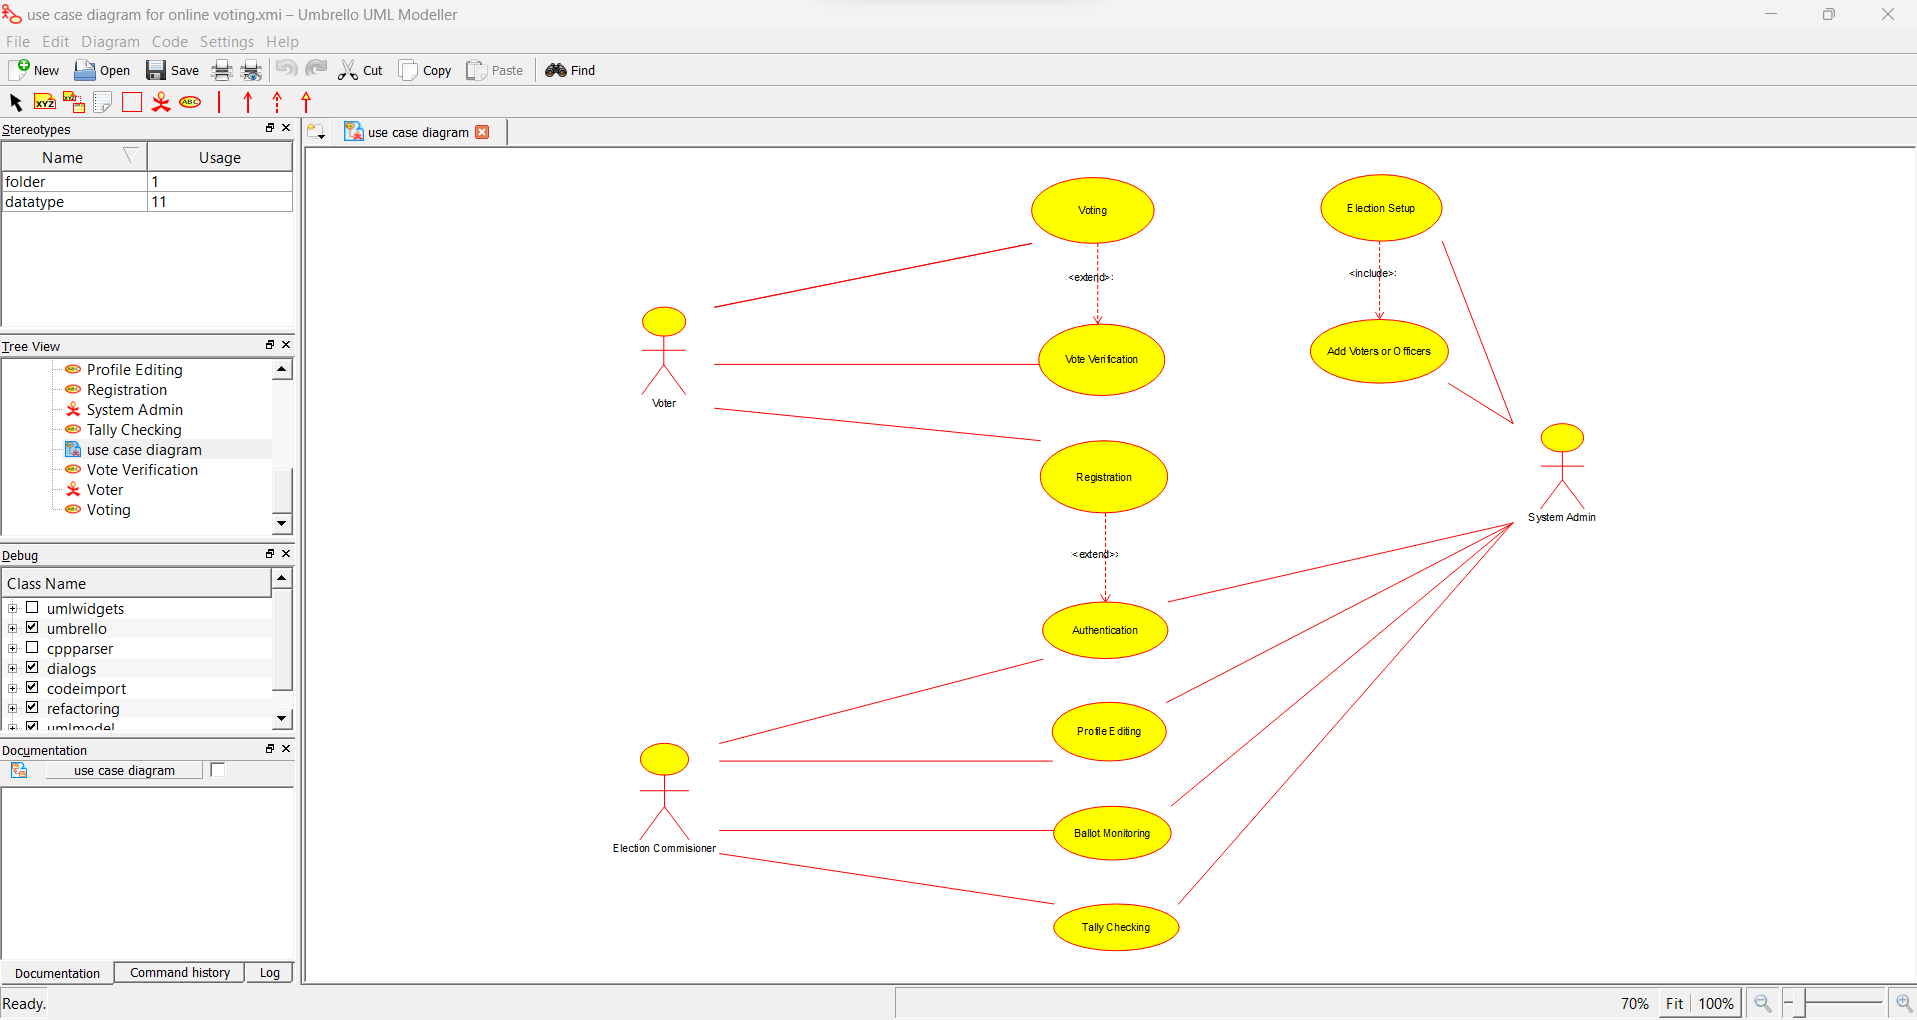 use case diagram for online voting.xmi – Umbrello UML Modeller
File Edit Diagram Code Settings Help
New Open Save Cut Copy Paste Find
XYZ XYZ ABC
Stereotypes
Name Usage
folder 1
datatype 11
Tree View
Profile Editing
Registration
System Admin
Tally Checking
use case diagram
Vote Verification
Voter
Voting
Debug
Class Name
umlwidgets
umbrello
cppparser
dialogs
codeimport
refactoring
umlmodel
Documentation
use case diagram
Documentation Command history Log
Ready.
use case diagram
Voting
Election Setup
<extend>:
<include>:
Vote Verification
Add Voters or Officers
Voter
Registration
System Admin
<extend>:
Authentication
Profile Editing
Ballot Monitoring
Election Commisioner
Tally Checking
70% Fit 100%